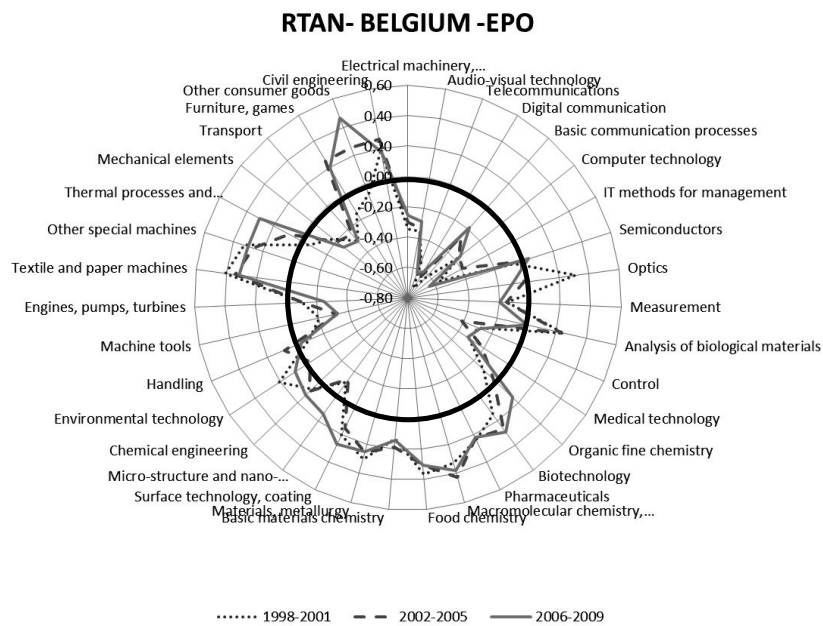 RTAN- BELGIUM -EPO
Electrical machinery,...
Audio-visual technology
Telecommunications
Digital communication
Basic communication processes
Computer technology
IT methods for management
Semiconductors
Optics
Measurement
Analysis of biological materials
Control
Medical technology
Organic fine chemistry
Biotechnology
Pharmaceuticals
Macromolecular chemistry,...
Food chemistry
Basic materials chemistry
Materials, metallurgy
Surface technology, coating
Micro-structure and nano-...
Chemical engineering
Environmental technology
Handling
Machine tools
Engines, pumps, turbines
Textile and paper machines
Other special machines
Thermal processes and...
Mechanical elements
Transport
Furniture, games
Other consumer goods
Civil engineering
0,60
0,40
0,20
0,00
-0,20
-0,40
-0,60
-0,80
1998-2001
2002-2005
2006-2009